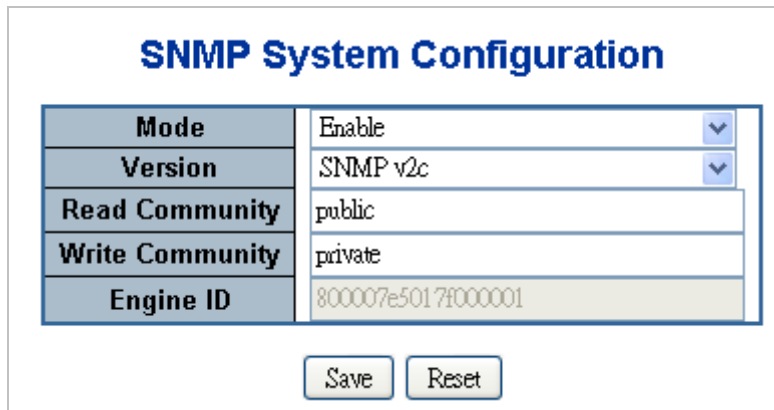 SNMP System Configuration
Mode Enable
Version SNMP v2c
Read Community public
Write Community private
Engine ID 800007e5017f000001
Save Reset